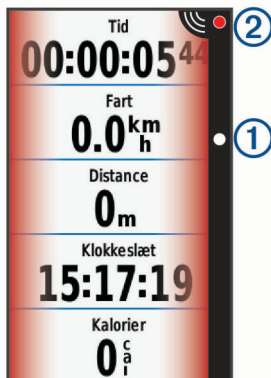 Tid
00:00:05 44
②
Fart
0.0 km
h
①
Distance
0 m
Klokkeslæt
15:17:19
Kalorier
0 c
a
l